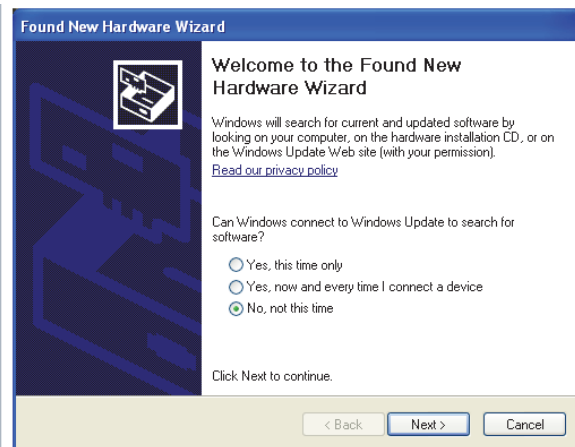 Found New Hardware Wizard
Welcome to the Found New
Hardware Wizard
Windows will search for current and updated software by
looking on your computer, on the hardware installation CD, or on
the Windows Update Web site (with your permission).
Read our privacy policy
Can Windows connect to Windows Update to search for
software?
Yes, this time only
Yes, now and every time I connect a device
No, not this time
Click Next to continue.
< Back Next > Cancel